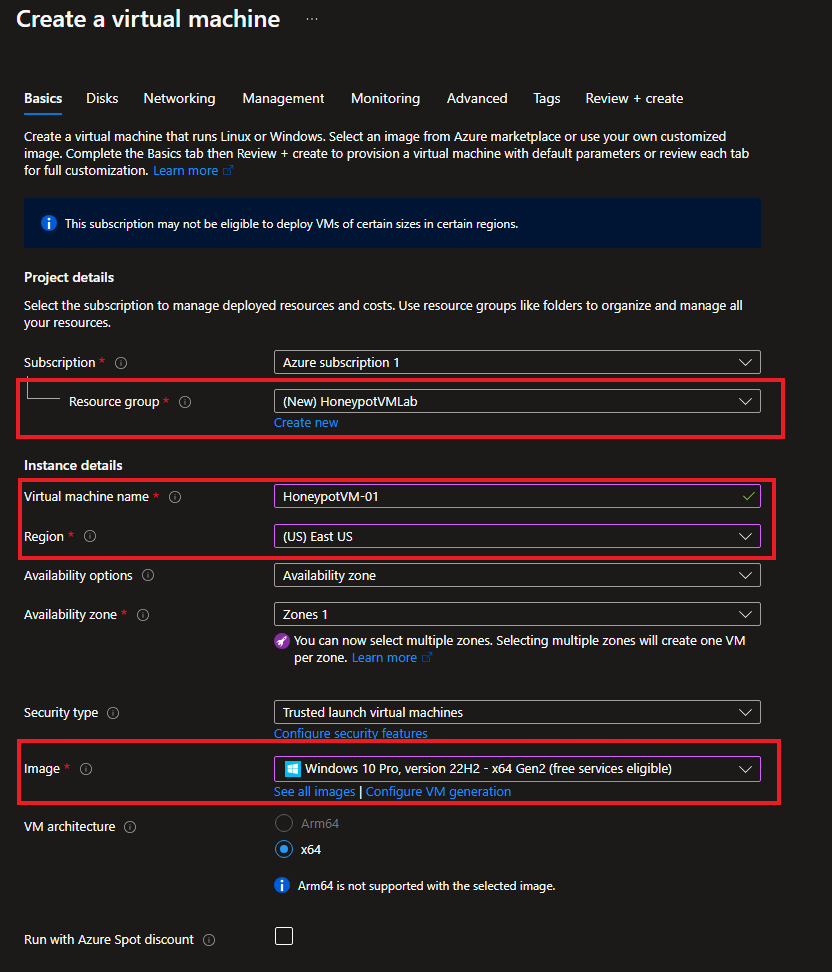 Create a virtual machine ...
Basics Disks Networking Management Monitoring Advanced Tags Review + create
Create a virtual machine that runs Linux or Windows. Select an image from Azure marketplace or use your own customized
image. Complete the Basics tab then Review + create to provision a virtual machine with default parameters or review each tab
for full customization. Learn more
This subscription may not be eligible to deploy VMs of certain sizes in certain regions.
Project details
Select the subscription to manage deployed resources and costs. Use resource groups like folders to organize and manage all
your resources.
Subscription * Azure subscription 1
Resource group * (New) HoneypotVMLab
Create new
Instance details
Virtual machine name * HoneypotVM-01
Region * (US) East US
Availability options Availability zone
Availability zone * Zones 1
You can now select multiple zones. Selecting multiple zones will create one VM
per zone. Learn more
Security type Trusted launch virtual machines
Configure security features
Image * Windows 10 Pro, version 22H2 - x64 Gen2 (free services eligible)
See all images | Configure VM generation
VM architecture Arm64
x64
Arm64 is not supported with the selected image.
Run with Azure Spot discount